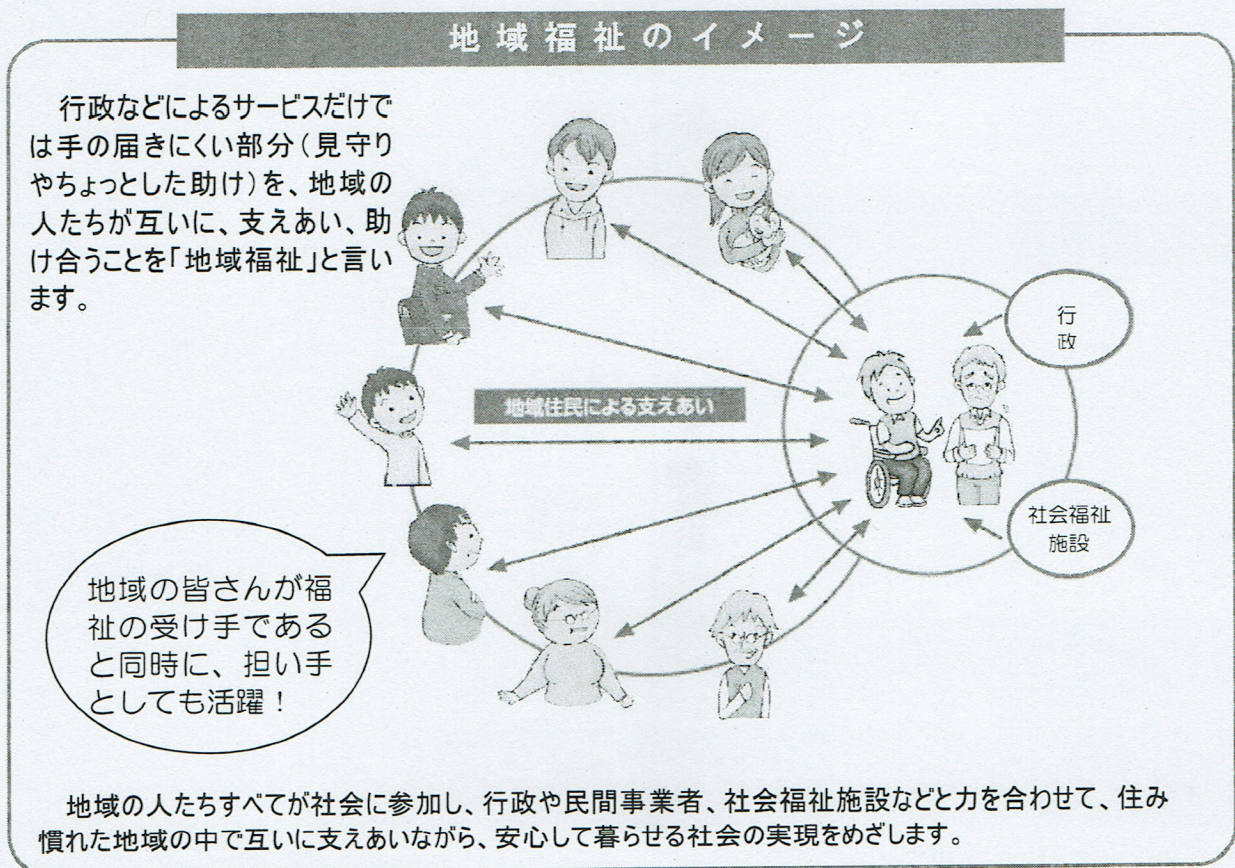 地域福祉のイメージ
行政などによるサービスだけで
は手の届きにくい部分（見守り
やちょっとした助け）を、地域の
人たちが互いに、支えあい、助
け合うことを「地域福祉」と言い
ます。
行
政
地域住民による支えあい
社会福祉
施設
地域の皆さんが福
祉の受け手である
と同時に、担い手
としても活躍！
地域の人たちすべてが社会に参加し、行政や民間事業者、社会福祉施設などと力を合わせて、住み
慣れた地域の中で互いに支えあいながら、安心して暮らせる社会の実現をめざします。